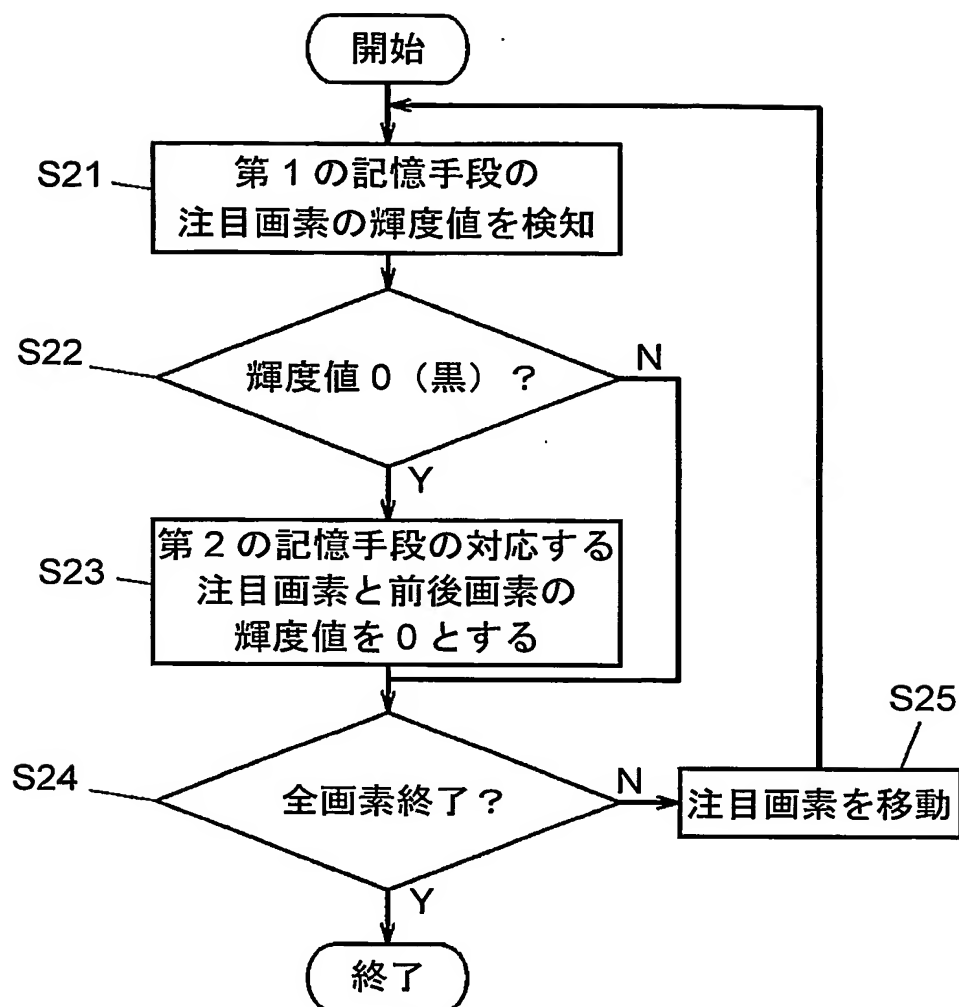 開始
S21
第1の記憶手段の
注目画素の輝度値を検知
S22
輝度値0（黒）？
N
Y
S23
第2の記憶手段の対応する
注目画素と前後画素の
輝度値を0とする
S24
全画素終了？
N
S25
注目画素を移動
Y
終了